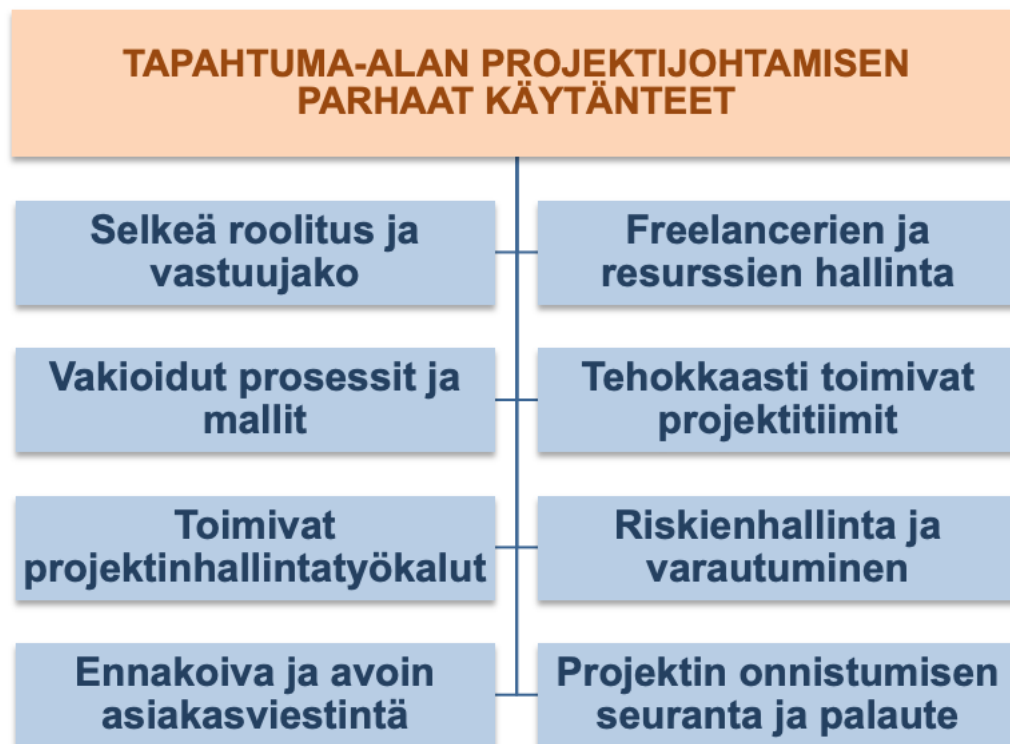 TAPAHTUMA-ALAN PROJEKTIJOHTAMISEN
PARHAAT KÄYTÄNTEET
Selkeä roolitus ja
vastuujako
Freelancerien ja
resurssien hallinta
Vakioidut prosessit ja
mallit
Tehokkaasti toimivat
projektitiimit
Toimivat
projektinhallintatyökalut
Riskienhallinta ja
varautuminen
Ennakoiva ja avoin
asiakasviestintä
Projektin onnistumisen
seuranta ja palaute